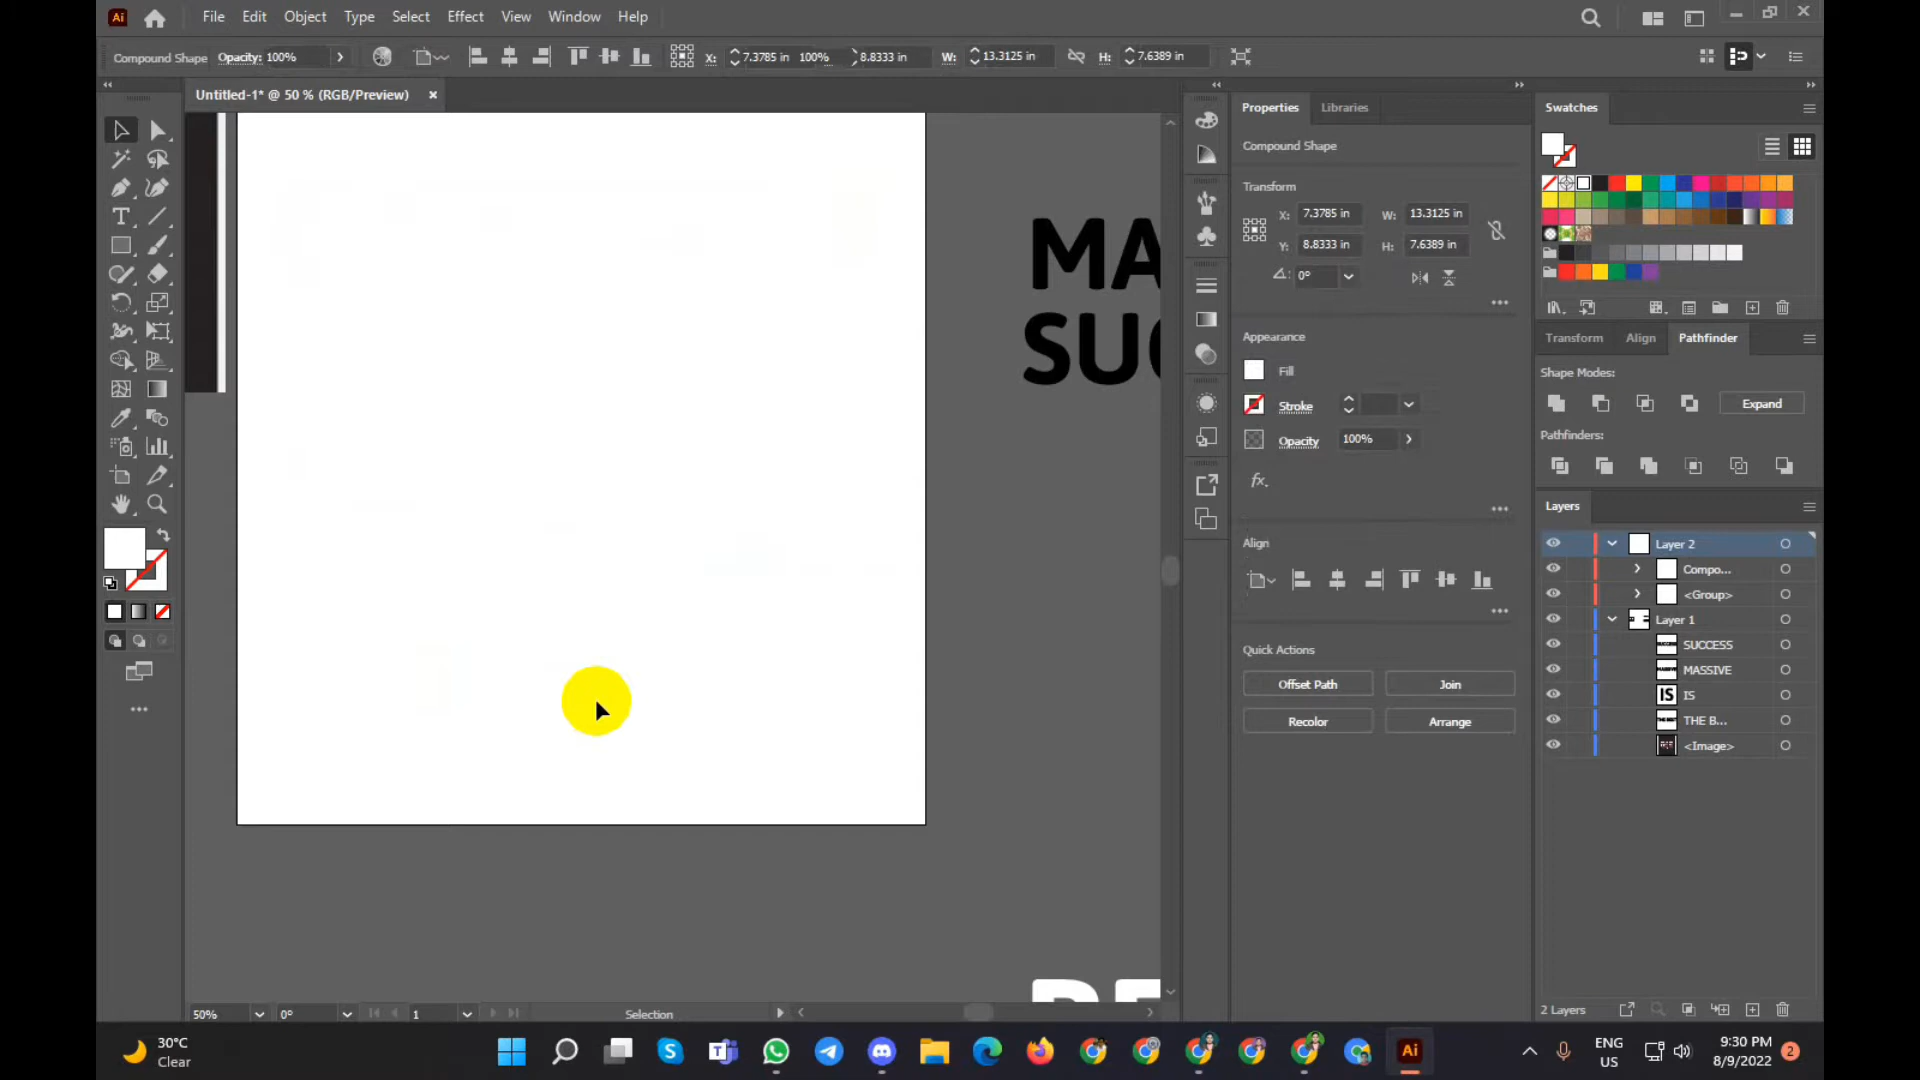 Ai
File Edit Object Type Select Effect View Window Help
Compound Shape Opacity: 100% X: 7.3785 in 100% 8.8333 in W: 13.3125 in H: 7.6389 in
Untitled-1* @ 50 % (RGB/Preview) ×
MA
SUC
Properties Libraries
Compound Shape
Transform
X: 7.3785 in W: 13.3125 in
Y: 8.8333 in H: 7.6389 in
0°
Appearance
Fill
Stroke
Opacity 100%
fx.
Align
Quick Actions
Offset Path Join
Recolor Arrange
Swatches
Transform Align Pathfinder
Shape Modes:
Expand
Pathfinders:
Layers
Layer 2
Compo...
<Group>
Layer 1
SUCCESS
MASSIVE
IS IS
THE B...
<Image>
2 Layers
50% 0° 1 Selection
30°C
Clear
ENG
US
9:30 PM
8/9/2022
2